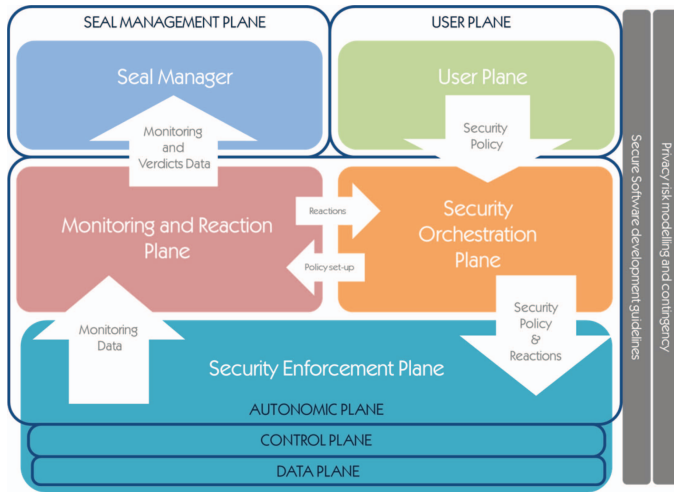 SEAL MANAGEMENT PLANE
USER PLANE
Seal Manager
User Plane
Monitoring
and
Verdicts Data
Security
Policy
Monitoring and Reaction
Plane
Reactions
Policy set-up
Security
Orchestration
Plane
Monitoring
Data
Security
Policy
&
Reactions
Security Enforcement Plane
AUTONOMIC PLANE
CONTROL PLANE
DATA PLANE
Secure Software development guidelines
Privacy risk modelling and contingency